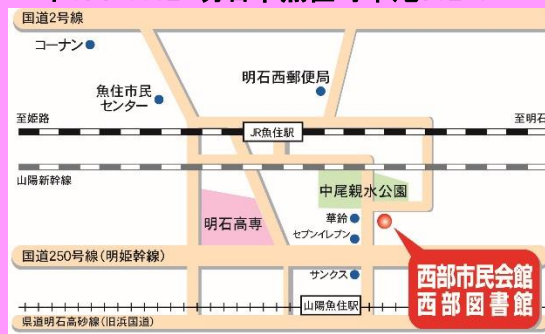 国道2号線
コーナン
明石西郵便局
魚住市民
センター
至姫路
至明石
JR魚住駅
山陽新幹線
中尾親水公園
明石高専
華鈴
セブンイレブン
国道250号線(明姫幹線)
サンクス
西部市民会館
西部図書館
山陽魚住駅
県道明石高砂線(旧浜国道)